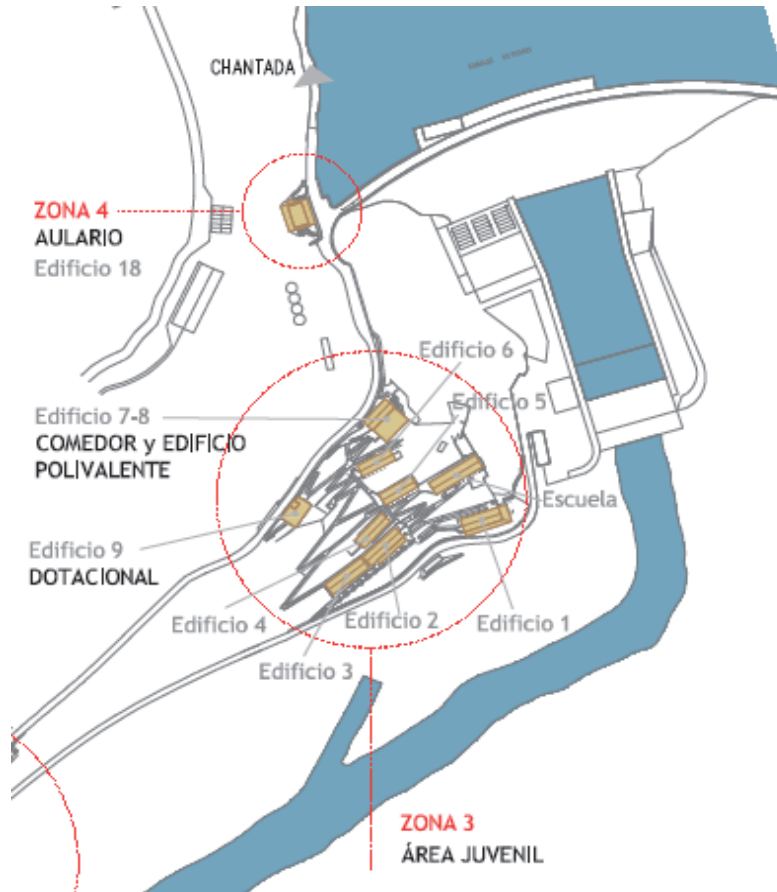 CHANTADA
ZONA 4
AULARIO
Edificio 18
Edificio 6
Edificio 5
Edificio 7-8
COMEDOR y EDIFICIO
POLIVALENTE
Escuela
Edificio 9
DOTACIONAL
Edificio 4
Edificio 2
Edificio 1
Edificio 3
ZONA 3
ÁREA JUVENIL